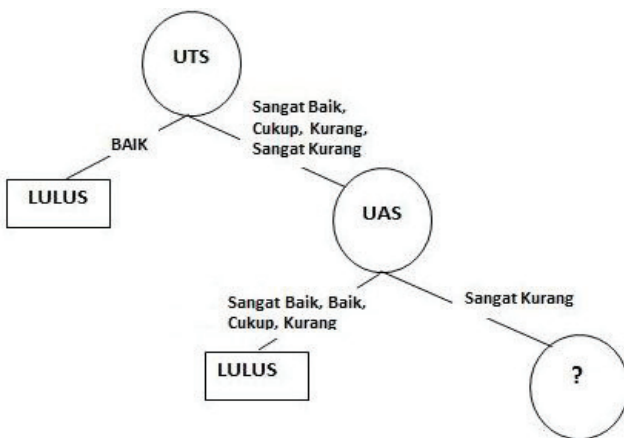 UTS
BAIK
Sangat Baik,
Cukup, Kurang,
Sangat Kurang
LULUS
UAS
Sangat Baik, Baik,
Cukup, Kurang
Sangat Kurang
LULUS
?